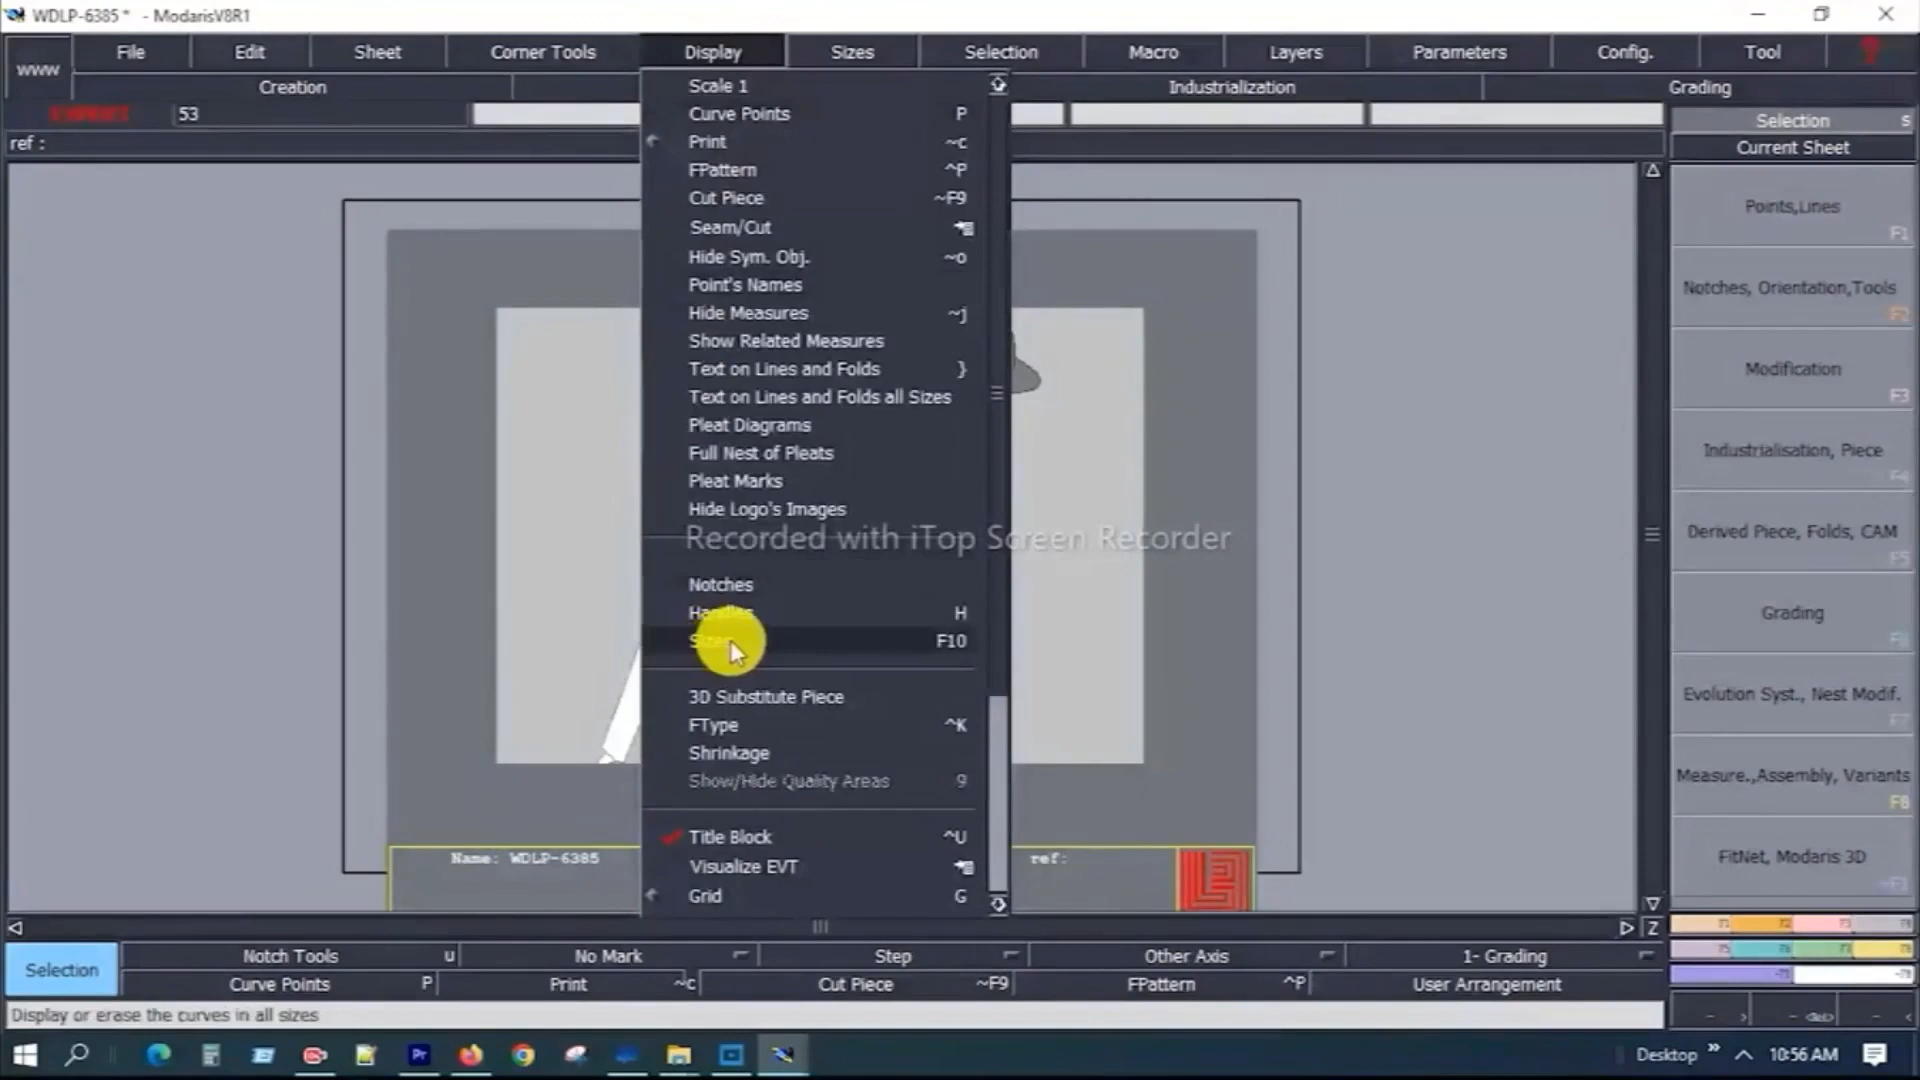 WDLP-6385 * - ModarisV8R1
www File Edit Sheet Corner Tools Display Sizes Selection Macro Layers Parameters Config. Tool ?
Creation Industrialization Grading
53
ref :
Selection s
Current Sheet
Points,Lines F1
Notches, Orientation,Tools F2
Modification F3
Industrialisation, Piece F4
Derived Piece, Folds, CAM F5
Grading F6
Evolution Syst., Nest Modif. F7
Measure.,Assembly, Variants F8
FitNet, Modaris 3D
Scale 1
Curve Points P
Print ~c
FPattern ^P
Cut Piece ~F9
Seam/Cut
Hide Sym. Obj. ~o
Point's Names
Hide Measures ~j
Show Related Measures
Text on Lines and Folds }
Text on Lines and Folds all Sizes
Pleat Diagrams
Full Nest of Pleats
Pleat Marks
Hide Logo's Images
Recorded with iTop Screen Recorder
Notches
Handles H
Sizes F10
3D Substitute Piece
FType ^K
Shrinkage
Show/Hide Quality Areas 9
Title Block ^U
Visualize EVT
Grid G
Name: WDLP-6385
ref:
Z
Selection
Notch Tools u No Mark Step Other Axis 1- Grading
Curve Points P Print ~c Cut Piece ~F9 FPattern ^P User Arrangement
Display or erase the curves in all sizes
Pr Desktop 10:56 AM